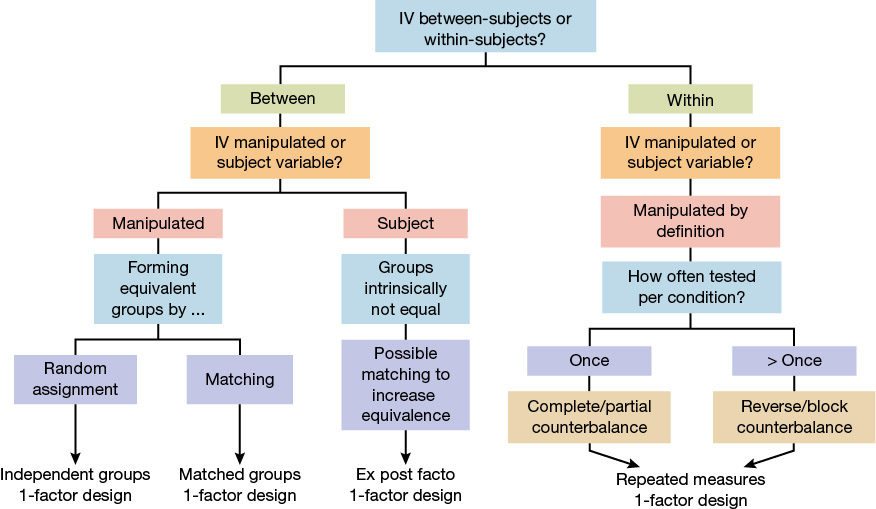 IV between-subjects or
within-subjects?
Between
Within
IV manipulated or
subject variable?
IV manipulated or
subject variable?
Manipulated
Subject
Manipulated by
definition
Forming
equivalent
groups by ...
Groups
intrinsically
not equal
How often tested
per condition?
Random
assignment
Matching
Possible
matching to
increase
equivalence
Once
> Once
Complete/partial
counterbalance
Reverse/block
counterbalance
Independent groups
1-factor design
Matched groups
1-factor design
Ex post facto
1-factor design
Repeated measures
1-factor design